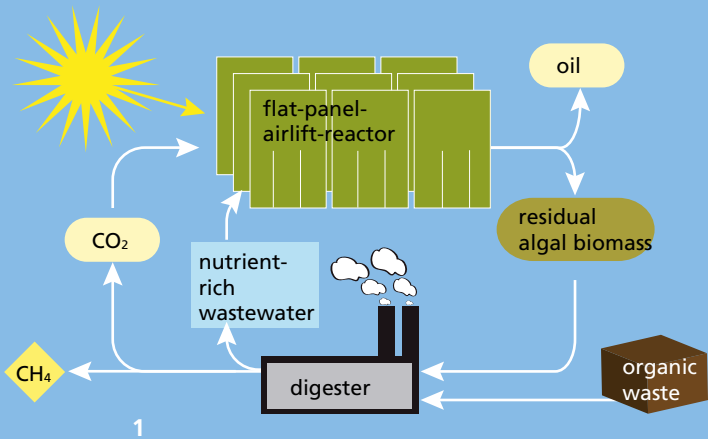 oil
flat-panel-
airlift-reactor
residual
algal biomass
CO₂
nutrient-
rich
wastewater
CH₄
digester
organic
waste
1